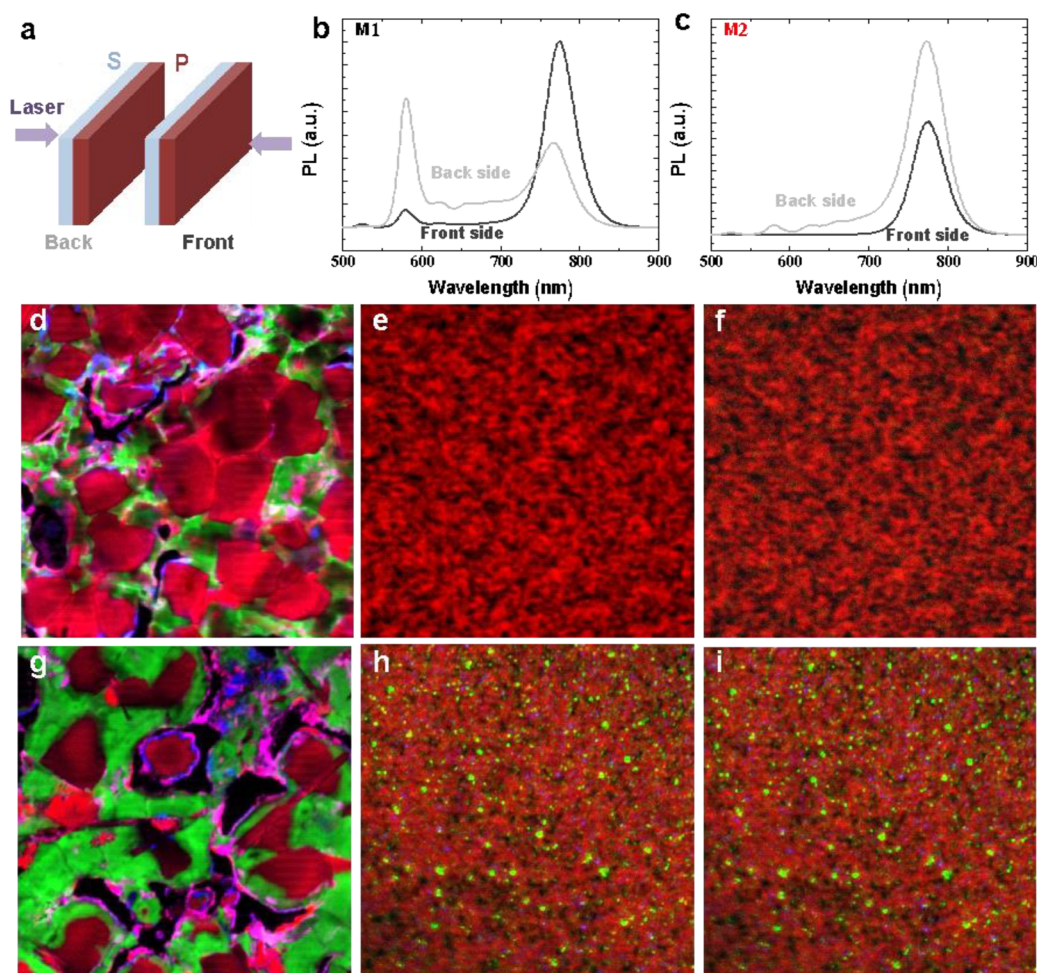 a
S P
Laser
Back Front
b M1
PL (a.u.)
Back side
Front side
500 600 700 800 900
Wavelength (nm)
c M2
PL (a.u.)
Back side
Front side
500 600 700 800 900
Wavelength (nm)
d e f
g h i